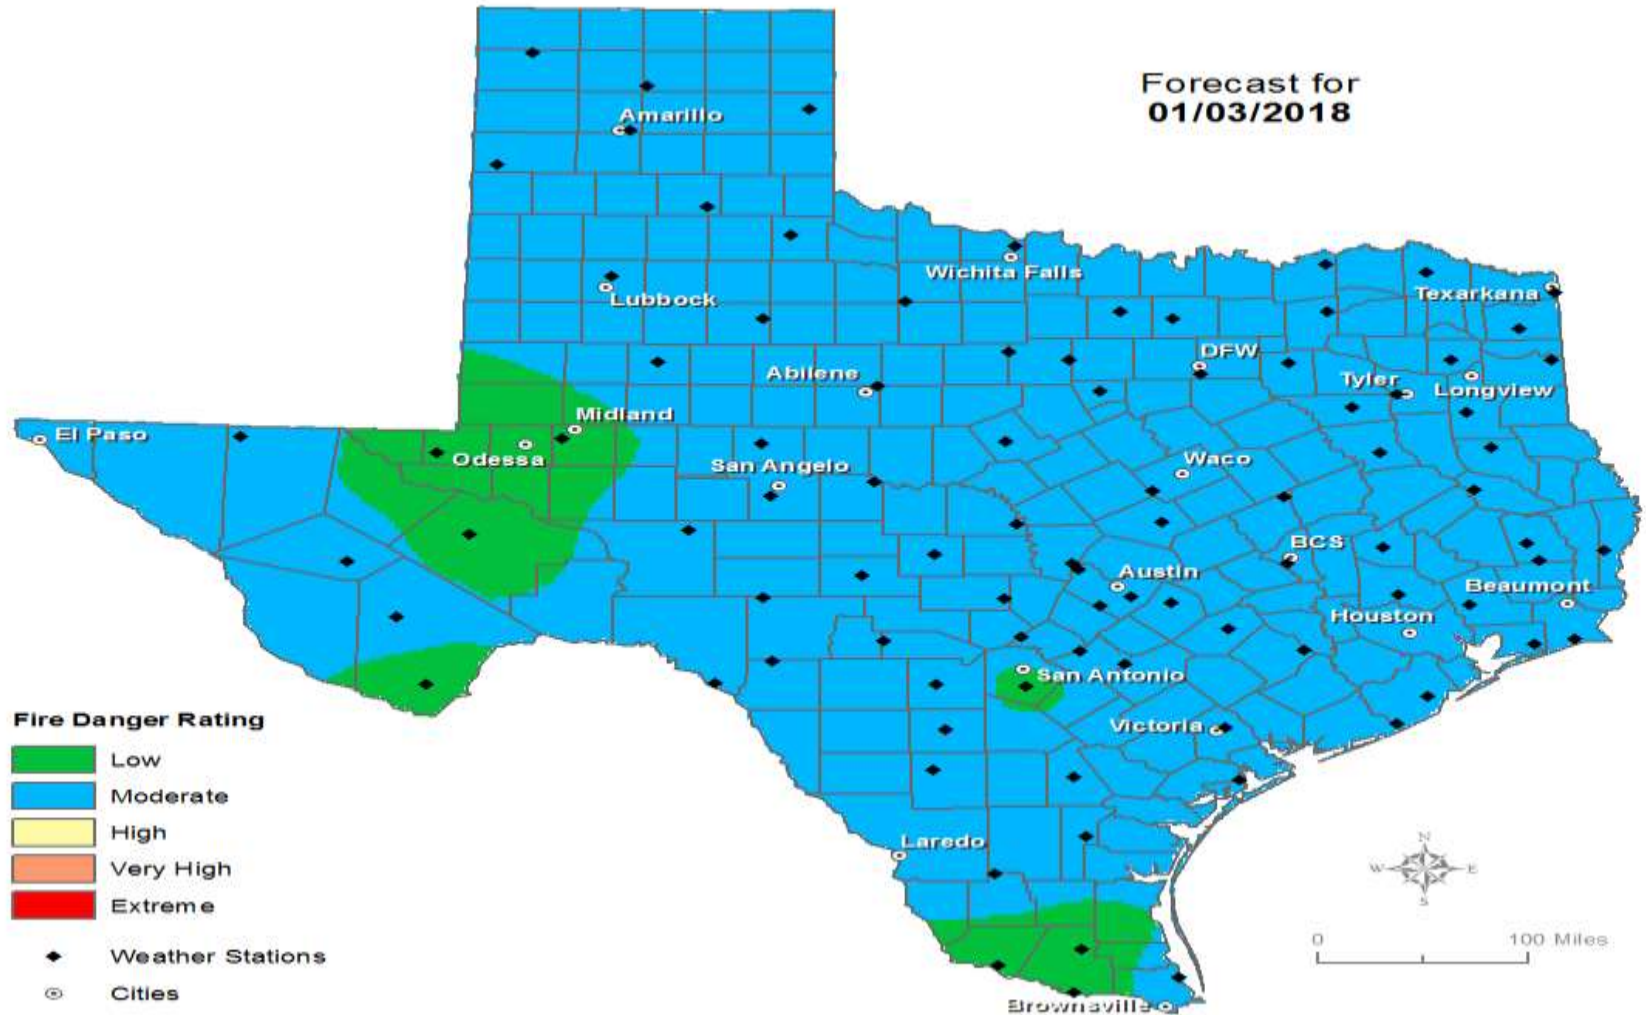 Forecast for
01/03/2018
Amarillo
Wichita Falls
Lubbock
Texarkana
DFW
Abilene
Tyler
Longview
Midland
El Paso
Odessa
San Angelo
Waco
BCS
Austin
Beaumont
Houston
San Antonio
Victoria
Laredo
Brownsville
Fire Danger Rating
Low
Moderate
High
Very High
Extreme
Weather Stations
Cities
N
W E
S
0 100 Miles